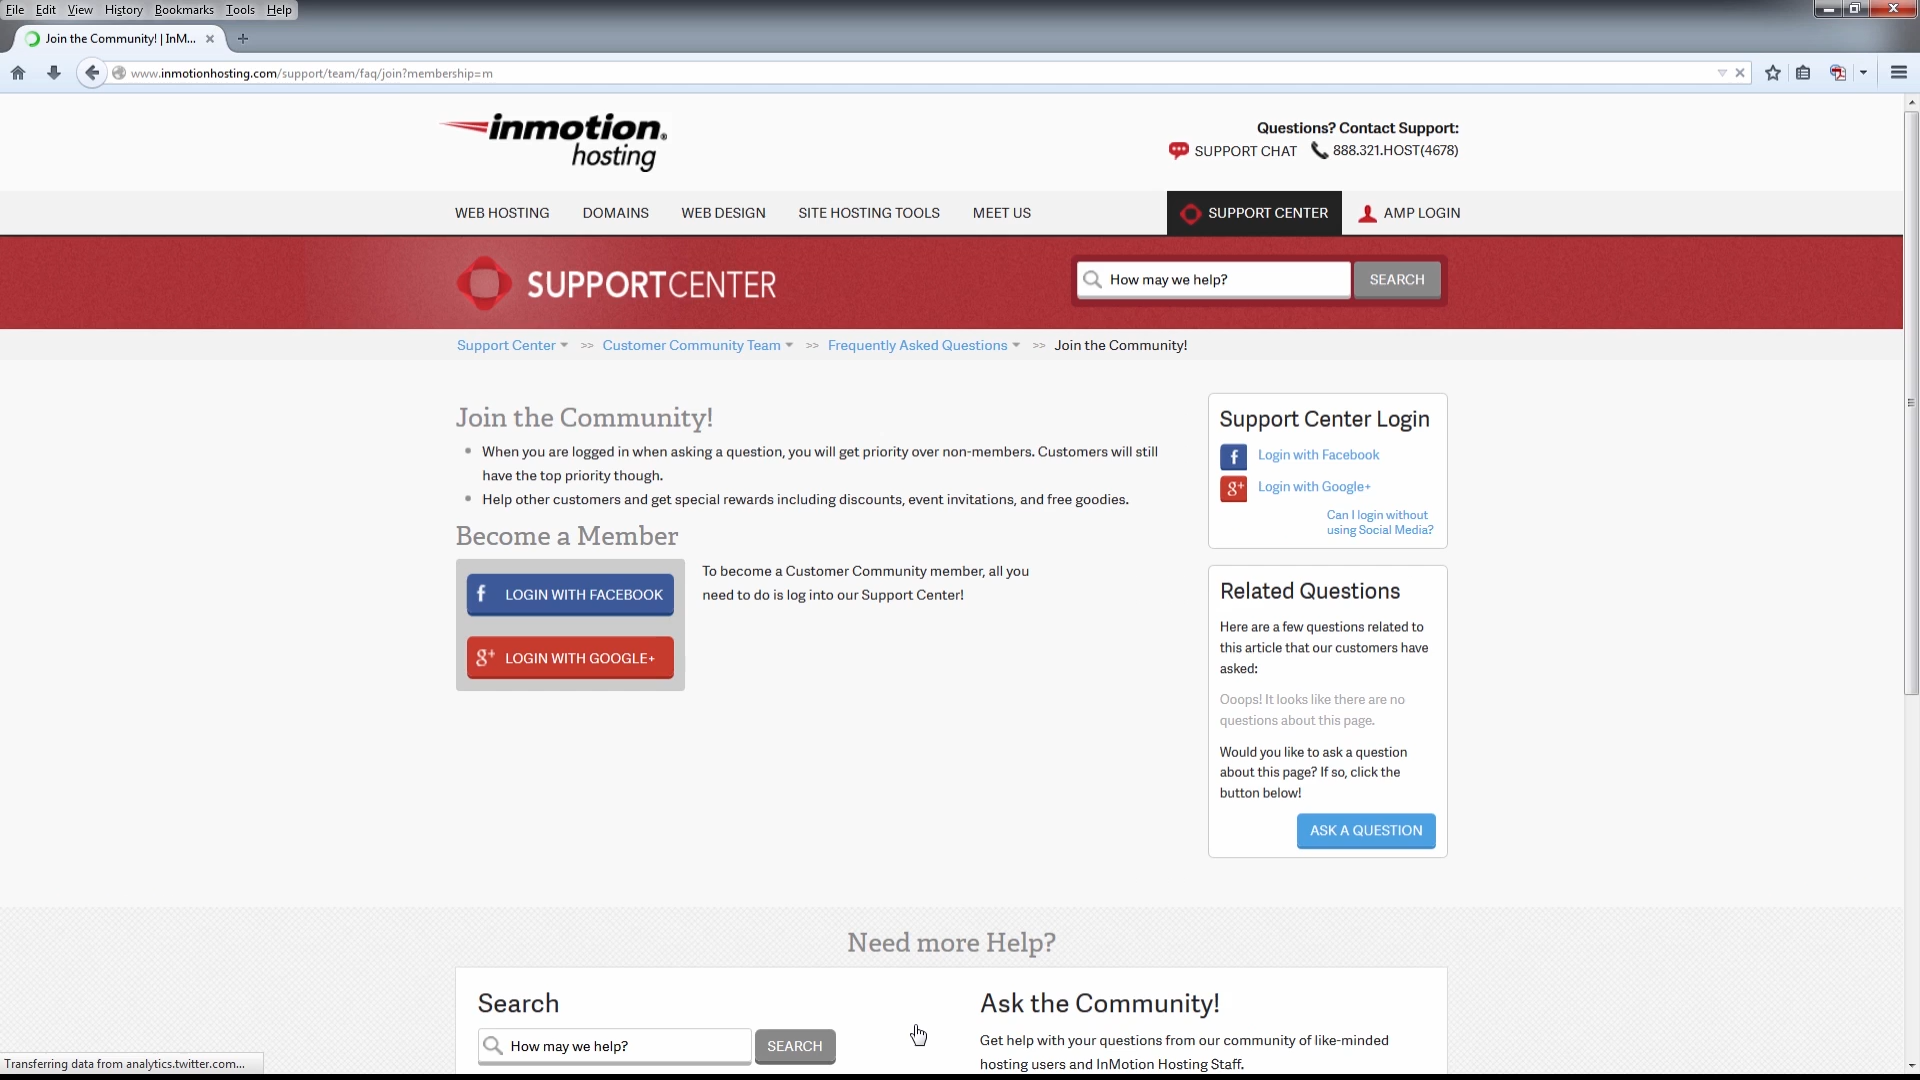 File Edit View History Bookmarks Tools Help
Join the Community! | InM...
www.inmotionhosting.com/support/team/faq/join?membership=m
inmotion®
hosting
Questions? Contact Support:
SUPPORT CHAT 888.321.HOST(4678)
WEB HOSTING DOMAINS WEB DESIGN SITE HOSTING TOOLS MEET US SUPPORT CENTER AMP LOGIN
SUPPORTCENTER
How may we help? SEARCH
Support Center >> Customer Community Team >> Frequently Asked Questions >> Join the Community!
Join the Community!
• When you are logged in when asking a question, you will get priority over non-members. Customers will still
have the top priority though.
• Help other customers and get special rewards including discounts, event invitations, and free goodies.
Become a Member
f LOGIN WITH FACEBOOK
g+ LOGIN WITH GOOGLE+
To become a Customer Community member, all you
need to do is log into our Support Center!
Support Center Login
f Login with Facebook
g+ Login with Google+
Can I login without
using Social Media?
Related Questions
Here are a few questions related to
this article that our customers have
asked:
Ooops! It looks like there are no
questions about this page.
Would you like to ask a question
about this page? If so, click the
button below!
ASK A QUESTION
Need more Help?
Search
How may we help? SEARCH
Ask the Community!
Get help with your questions from our community of like-minded
hosting users and InMotion Hosting Staff.
Transferring data from analytics.twitter.com...